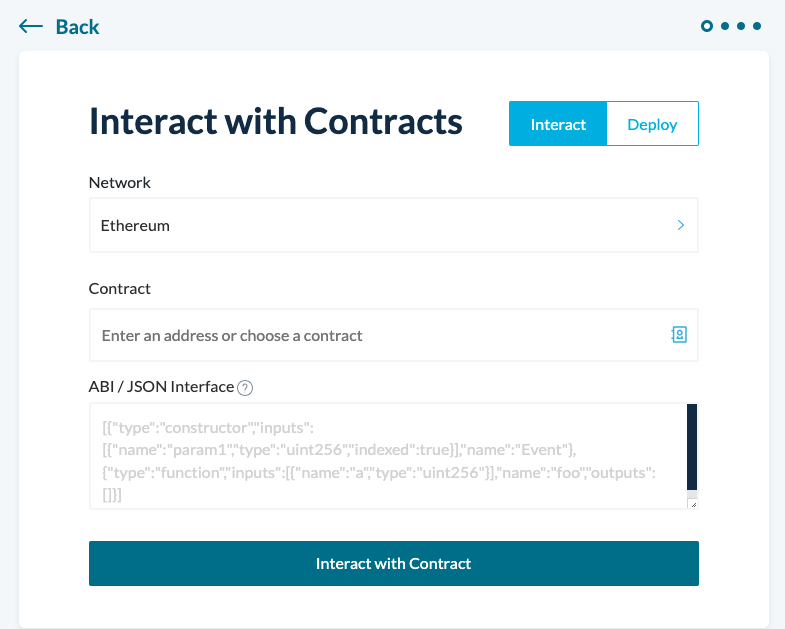 Back
Interact with Contracts
Interact
Deploy
Network
Ethereum
Contract
Enter an address or choose a contract
ABI / JSON Interface ?
[{"type":"constructor","inputs":
[{"name":"param1","type":"uint256","indexed":true}],"name":"Event"},
{"type":"function","inputs":[{"name":"a","type":"uint256"}],"name":"foo","outputs":
[]}]
Interact with Contract